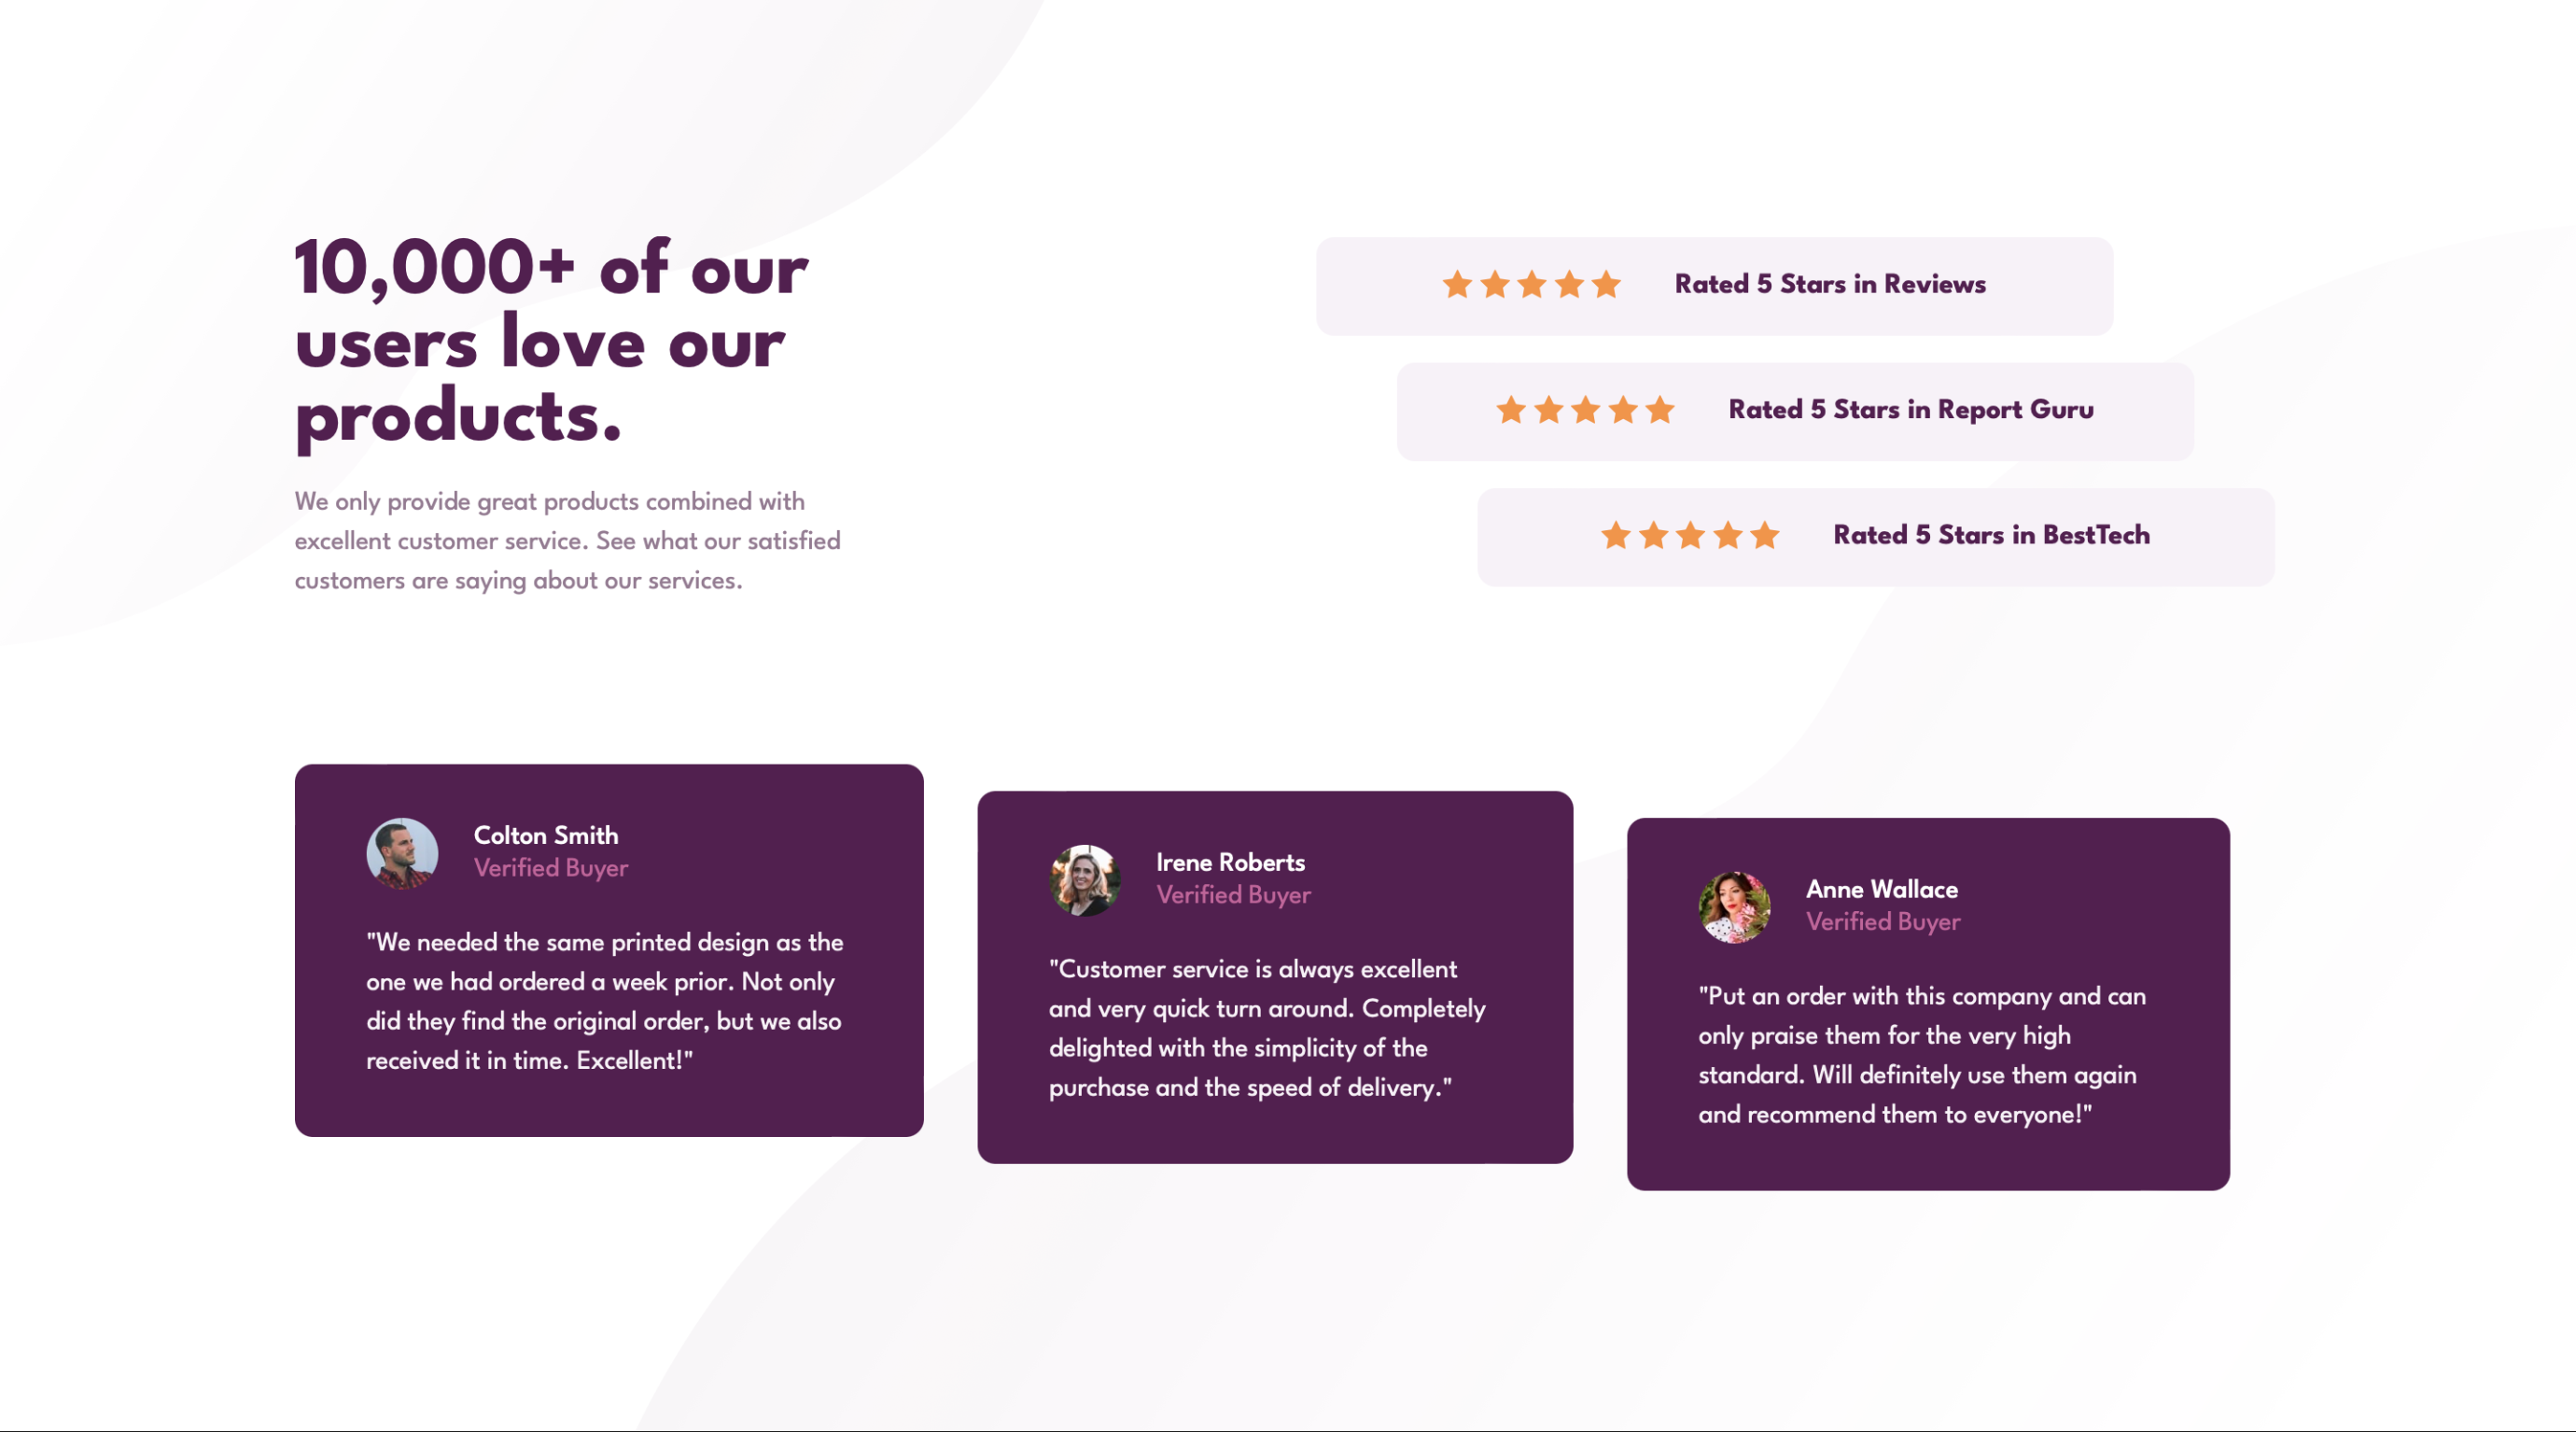 10,000+ of our
users love our
products.
We only provide great products combined with
excellent customer service. See what our satisfied
customers are saying about our services.
Rated 5 Stars in Reviews
Rated 5 Stars in Report Guru
Rated 5 Stars in BestTech
Colton Smith
Verified Buyer
"We needed the same printed design as the
one we had ordered a week prior. Not only
did they find the original order, but we also
received it in time. Excellent!"
Irene Roberts
Verified Buyer
"Customer service is always excellent
and very quick turn around. Completely
delighted with the simplicity of the
purchase and the speed of delivery."
Anne Wallace
Verified Buyer
"Put an order with this company and can
only praise them for the very high
standard. Will definitely use them again
and recommend them to everyone!"